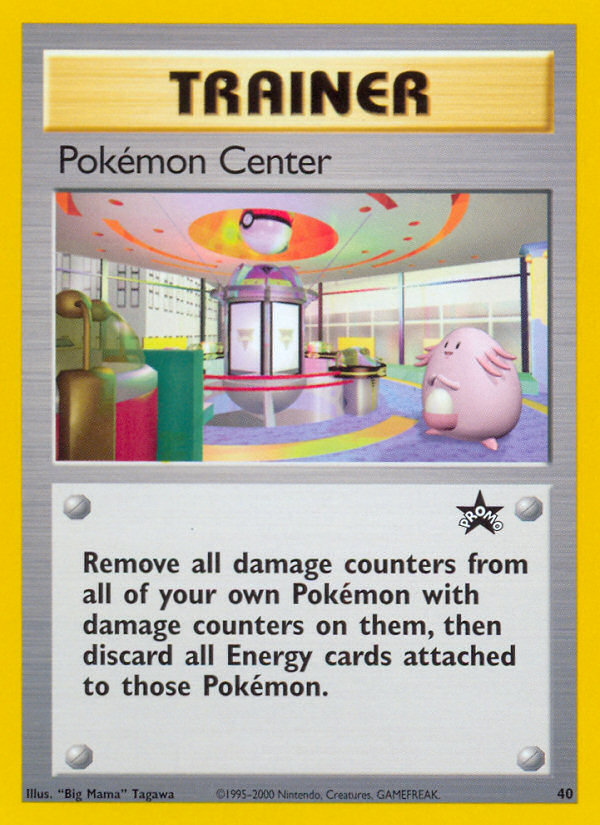 TRAINER
Pokémon Center
PROMO
Remove all damage counters from
all of your own Pokémon with
damage counters on them, then
discard all Energy cards attached
to those Pokémon.
Illus. “Big Mama” Tagawa ©1995-2000 Nintendo, Creatures, GAMEFREAK. 40